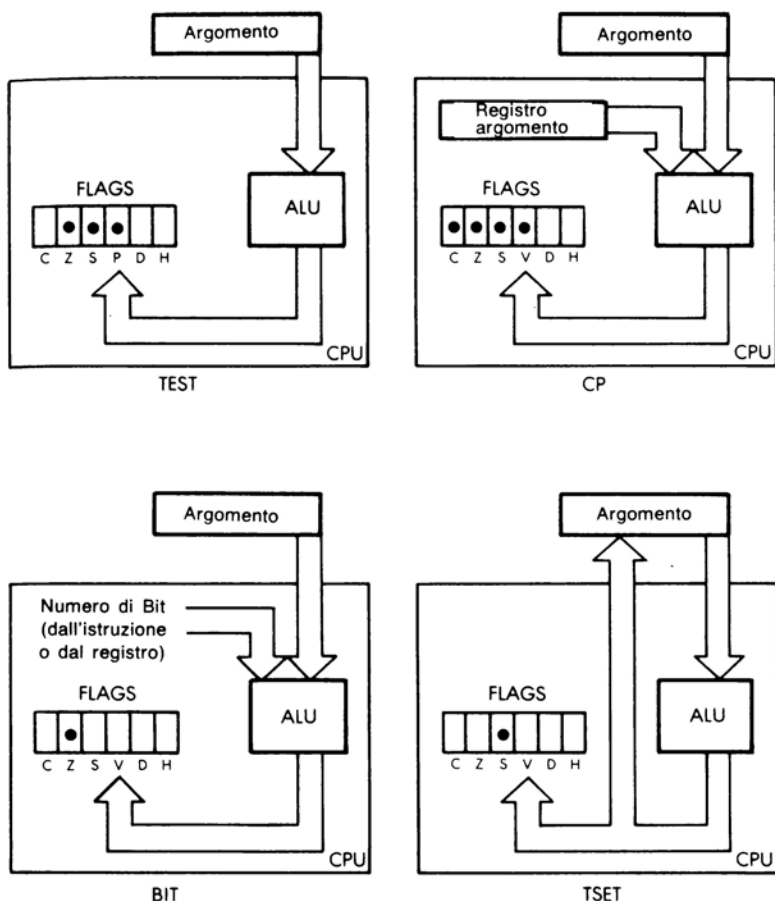 Argomento
FLAGS
ALU
C Z S P D H
CPU
TEST
Argomento
Registro
argomento
FLAGS
ALU
C Z S V D H
CPU
CP
Argomento
Numero di Bit
(dall'istruzione
o dal registro)
FLAGS
ALU
C Z S V D H
CPU
BIT
Argomento
FLAGS
ALU
C Z S V D H
CPU
TSET